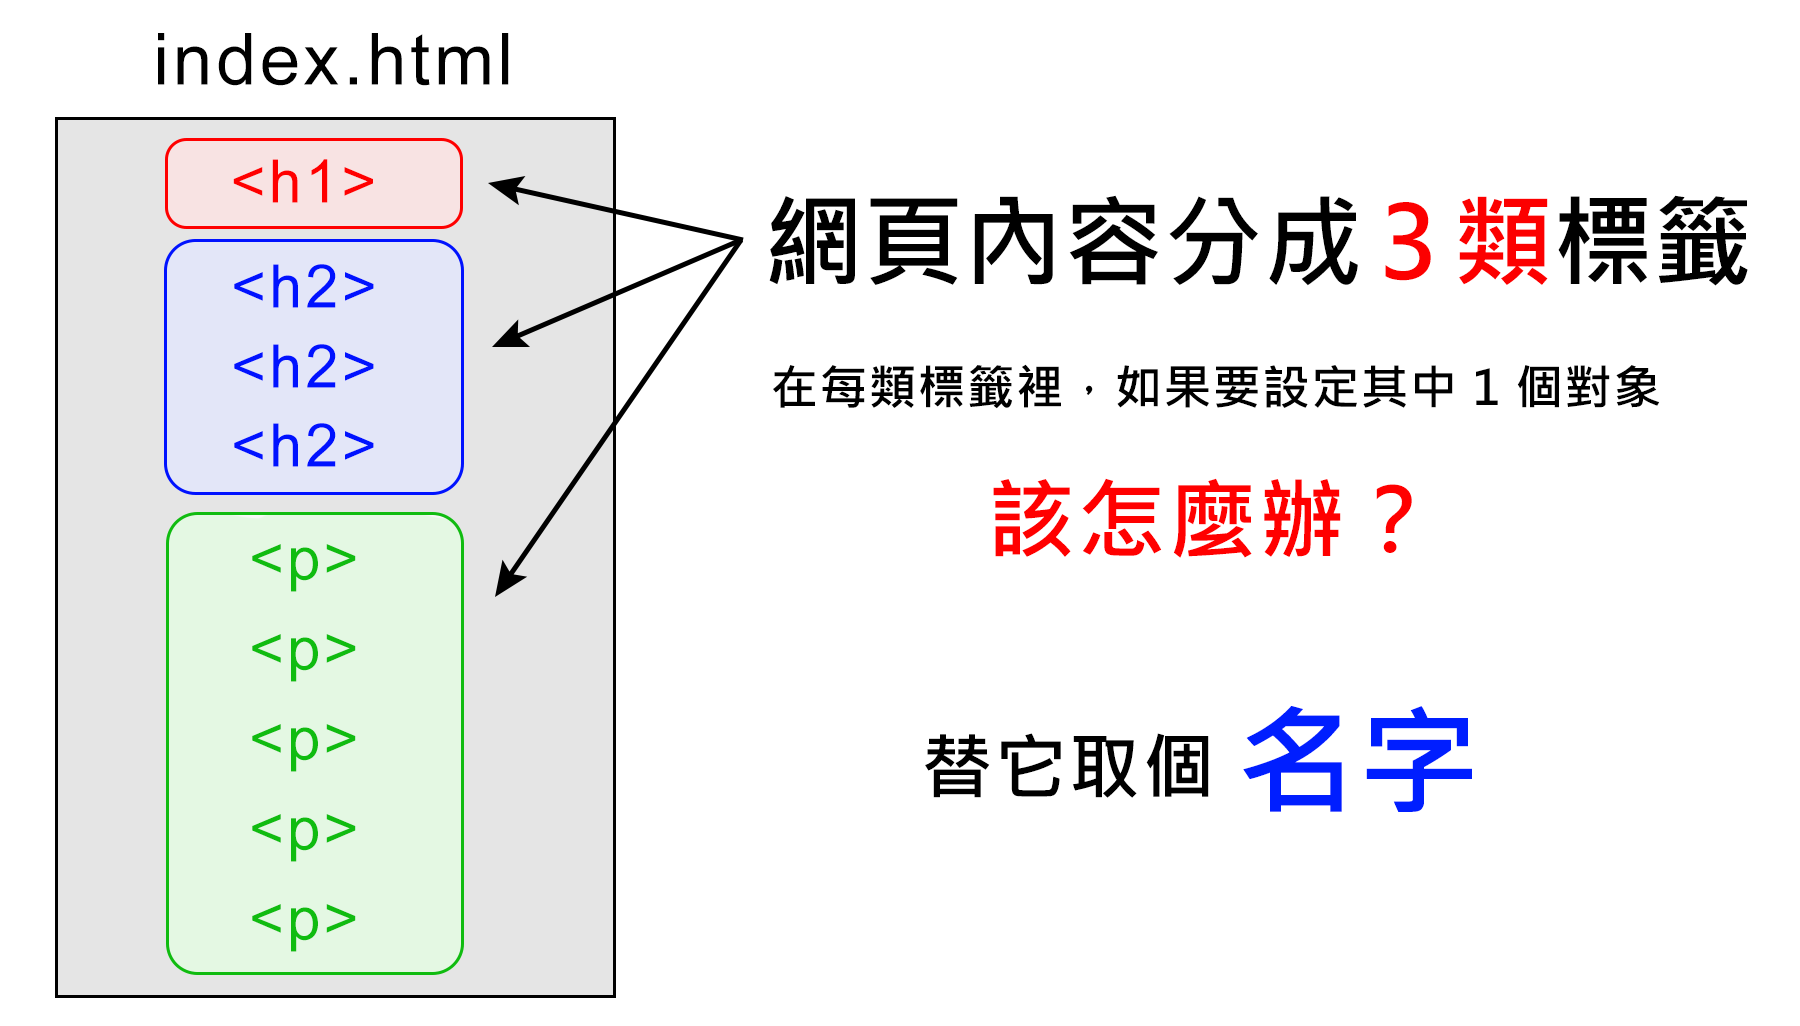 index.html
<h1>
<h2>
<h2>
<h2>
<p>
<p>
<p>
<p>
<p>
網頁內容分成3類標籤
在每類標籤裡，如果要設定其中1個對象
該怎麼辦？
替它取個 名字